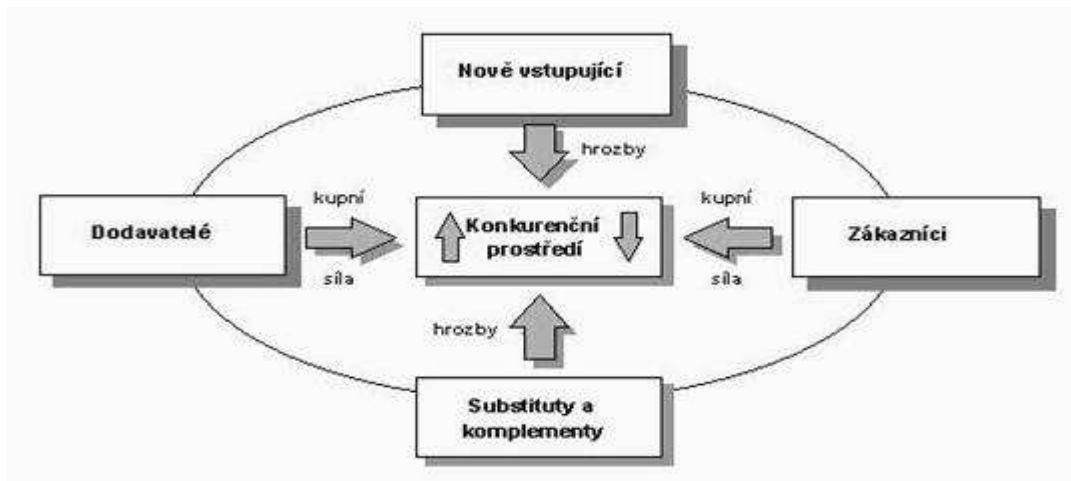 Nově vstupující
hrozby
kupní
Dodavatelé
síla
Konkurenční
prostředí
kupní
Zákazníci
síla
hrozby
Substituty a
komplementy